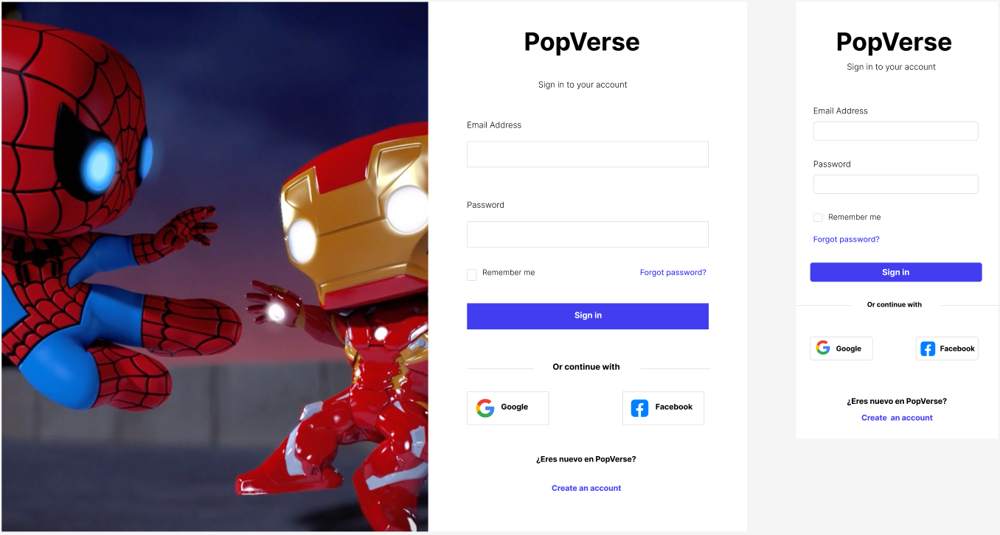 PopVerse
Sign in to your account
Email Address
Password
Remember me
Forgot password?
Sign in
Or continue with
Google
Facebook
¿Eres nuevo en PopVerse?
Create an account
PopVerse
Sign in to your account
Email Address
Password
Remember me
Forgot password?
Sign in
Or continue with
Google
Facebook
¿Eres nuevo en PopVerse?
Create an account